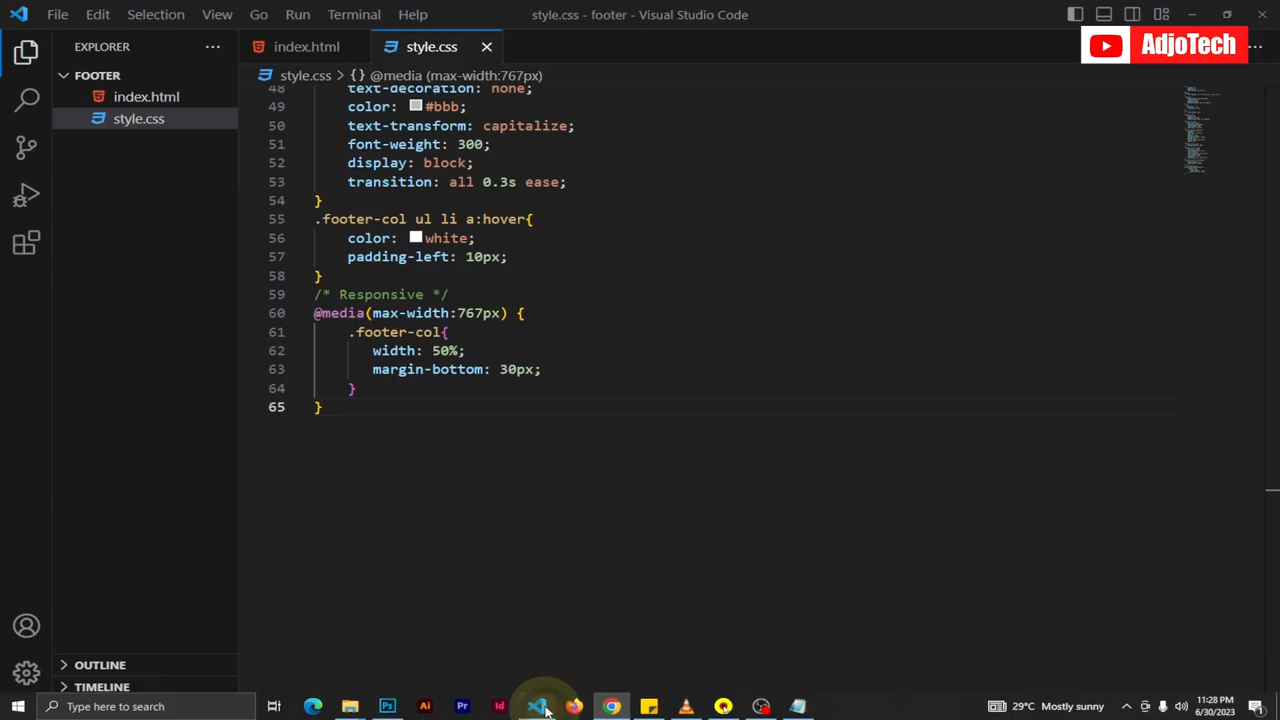 File Edit Selection View Go Run Terminal Help style.css - footer - Visual Studio Code
EXPLORER
index.html
style.css
AdjoTech
FOOTER
index.html
style.css
style.css
{} @media (max-width:767px)
48 text-decoration: none;
49 color: #bbb;
50 text-transform: capitalize;
51 font-weight: 300;
52 display: block;
53 transition: all 0.3s ease;
54 }
55 .footer-col ul li a:hover{
56 color: white;
57 padding-left: 10px;
58 }
59 /* Responsive */
60 @media(max-width:767px) {
61 .footer-col{
62 width: 50%;
63 margin-bottom: 30px;
64 }
65 }
OUTLINE
TIMELINE
Type here to search
Ps
Ai
Pr
Id
29°C Mostly sunny
11:28 PM
6/30/2023
1